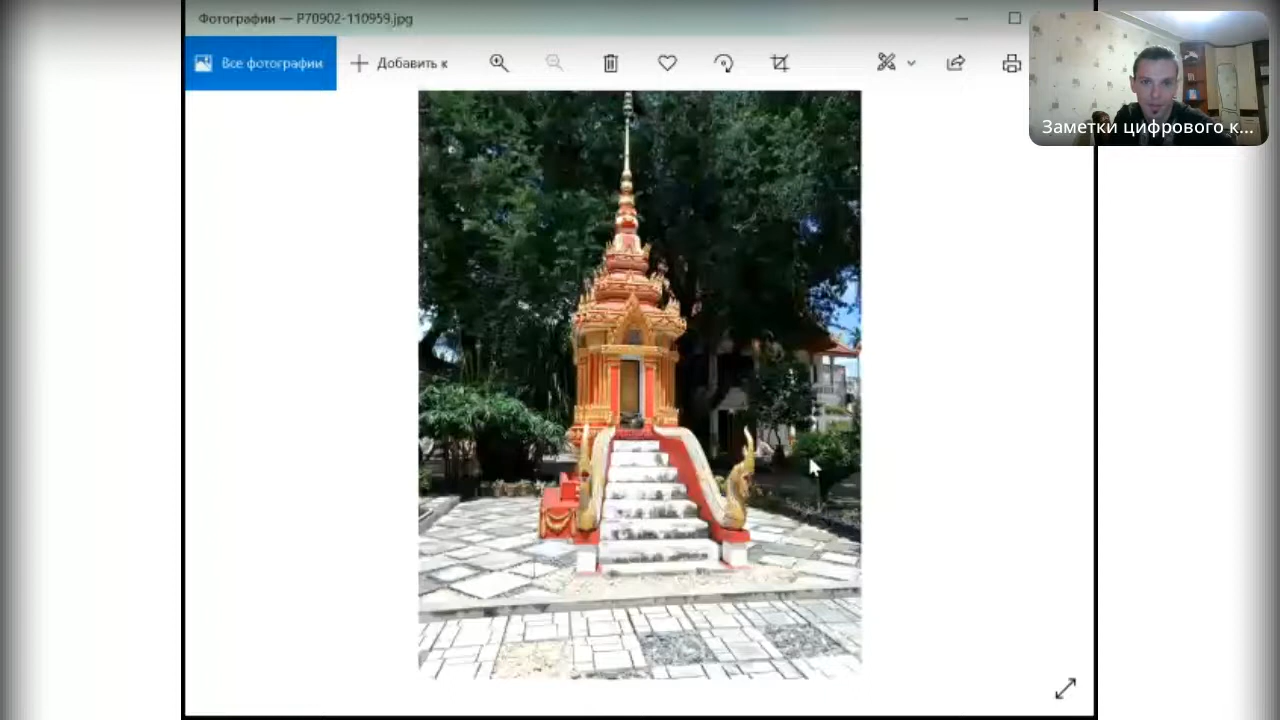 Фотографии — P70902-110959.jpg
Все фотографии
Добавить к
Заметки цифрового к...